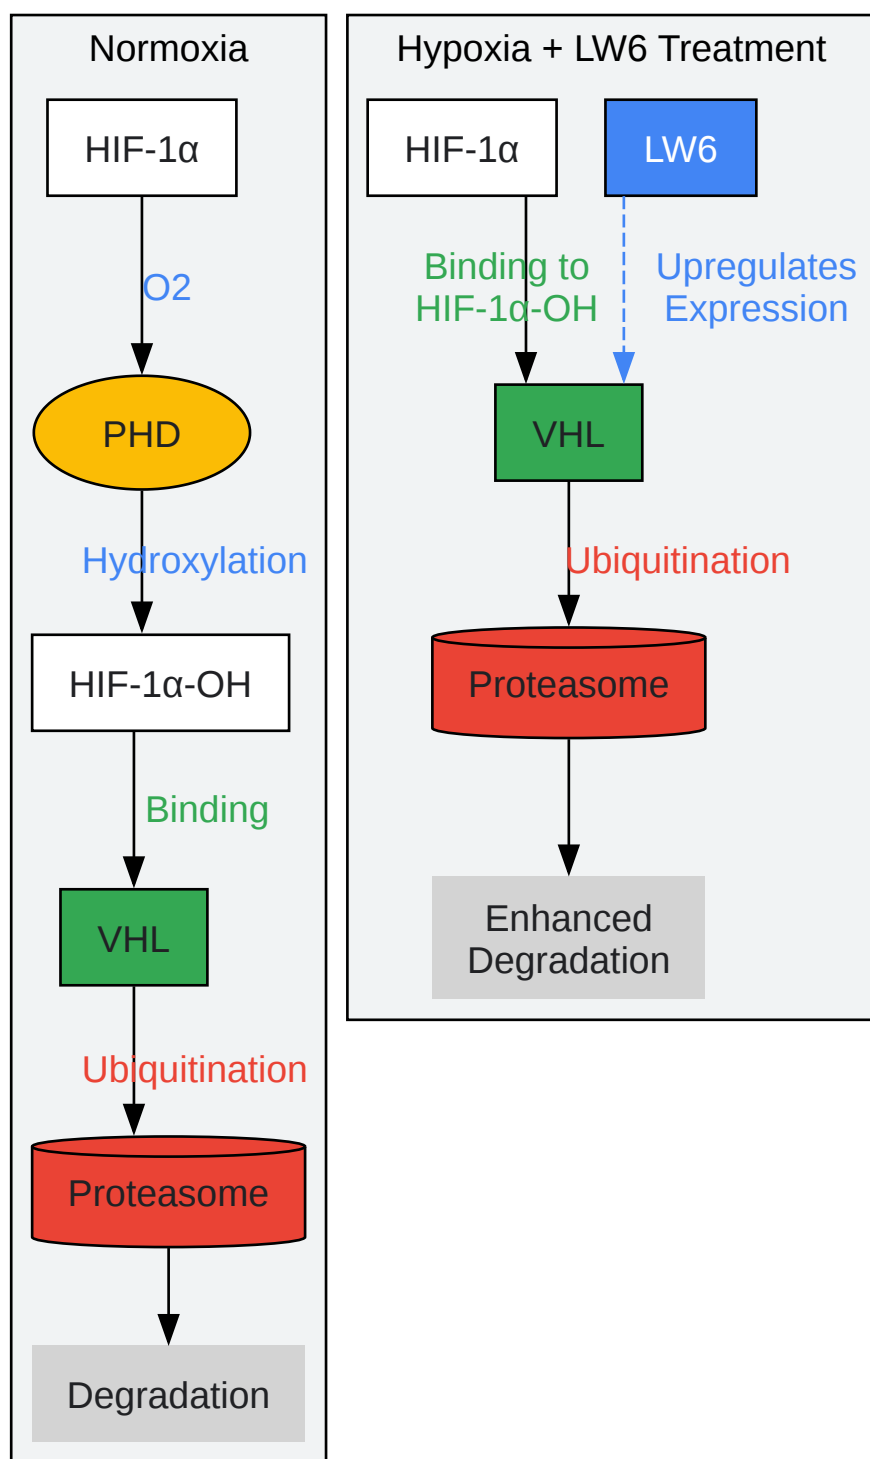 Normoxia
HIF-1α
O2
PHD
Hydroxylation
HIF-1α-OH
Binding
VHL
Ubiquitination
Proteasome
Degradation
Hypoxia + LW6 Treatment
HIF-1α
LW6
Binding to
HIF-1α-OH
Upregulates
Expression
VHL
Ubiquitination
Proteasome
Enhanced
Degradation